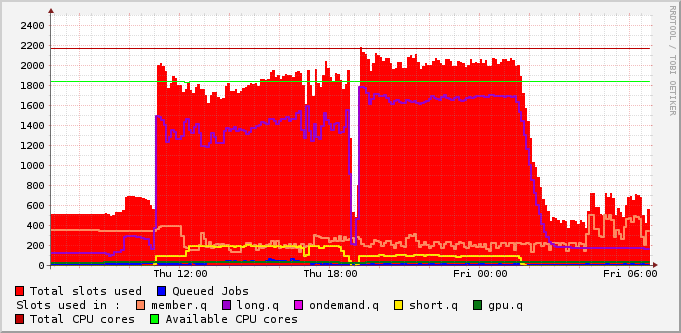 2400
2200
2000
1800
1600
1400
1200
1000
800
600
400
200
0
Thu 12:00 Thu 18:00 Fri 00:00 Fri 06:00
RRDTOOL / TOBI OETIKER
Total slots used Queued Jobs
Slots used in : member.q long.q ondemand.q short.q gpu.q
Total CPU cores Available CPU cores